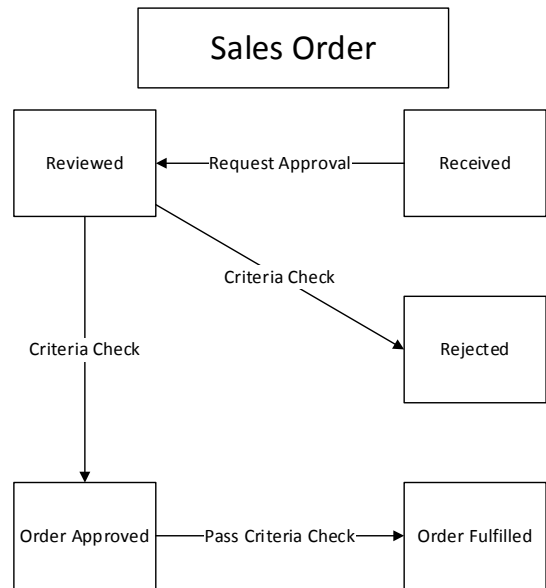 Sales Order
Reviewed
Request Approval
Received
Criteria Check
Rejected
Criteria Check
Order Approved
Pass Criteria Check
Order Fulfilled